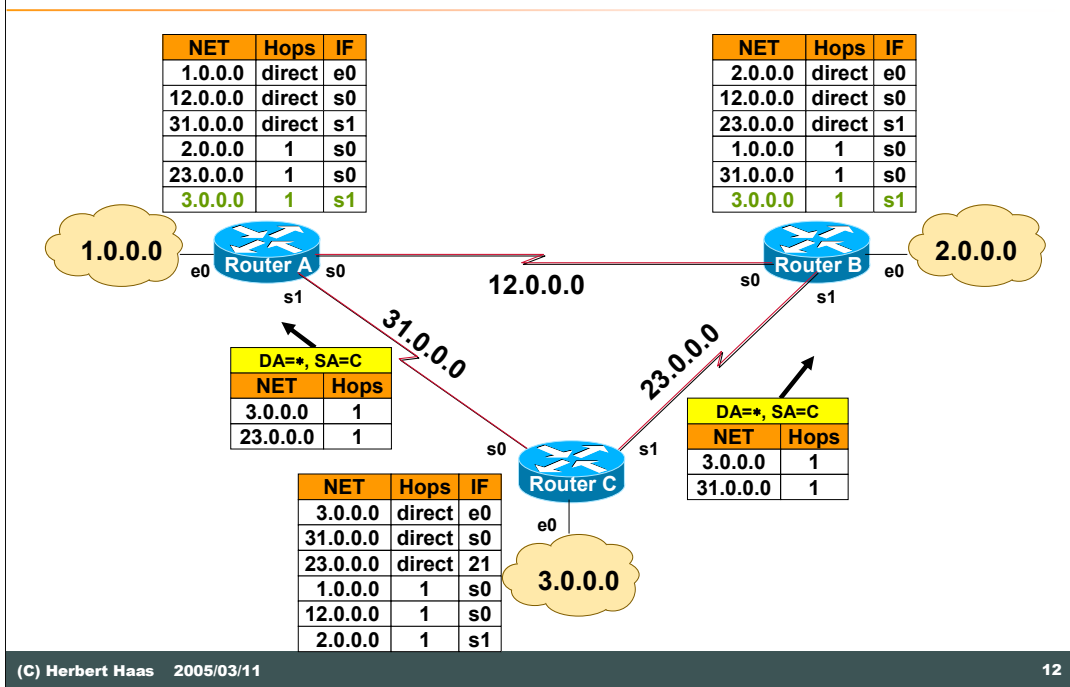 NET Hops IF
1.0.0.0 direct e0
12.0.0.0 direct s0
31.0.0.0 direct s1
2.0.0.0 1 s0
23.0.0.0 1 s0
3.0.0.0 1 s1
NET Hops IF
2.0.0.0 direct e0
12.0.0.0 direct s0
23.0.0.0 direct s1
1.0.0.0 1 s0
31.0.0.0 1 s0
3.0.0.0 1 s1
1.0.0.0
e0
Router A
s0
s1
12.0.0.0
s0
Router B
e0
s1
2.0.0.0
31.0.0.0
23.0.0.0
DA=*, SA=C
NET Hops
3.0.0.0 1
23.0.0.0 1
DA=*, SA=C
NET Hops
3.0.0.0 1
31.0.0.0 1
s0
Router C
s1
e0
3.0.0.0
NET Hops IF
3.0.0.0 direct e0
31.0.0.0 direct s0
23.0.0.0 direct 21
1.0.0.0 1 s0
12.0.0.0 1 s0
2.0.0.0 1 s1
(C) Herbert Haas 2005/03/11
12